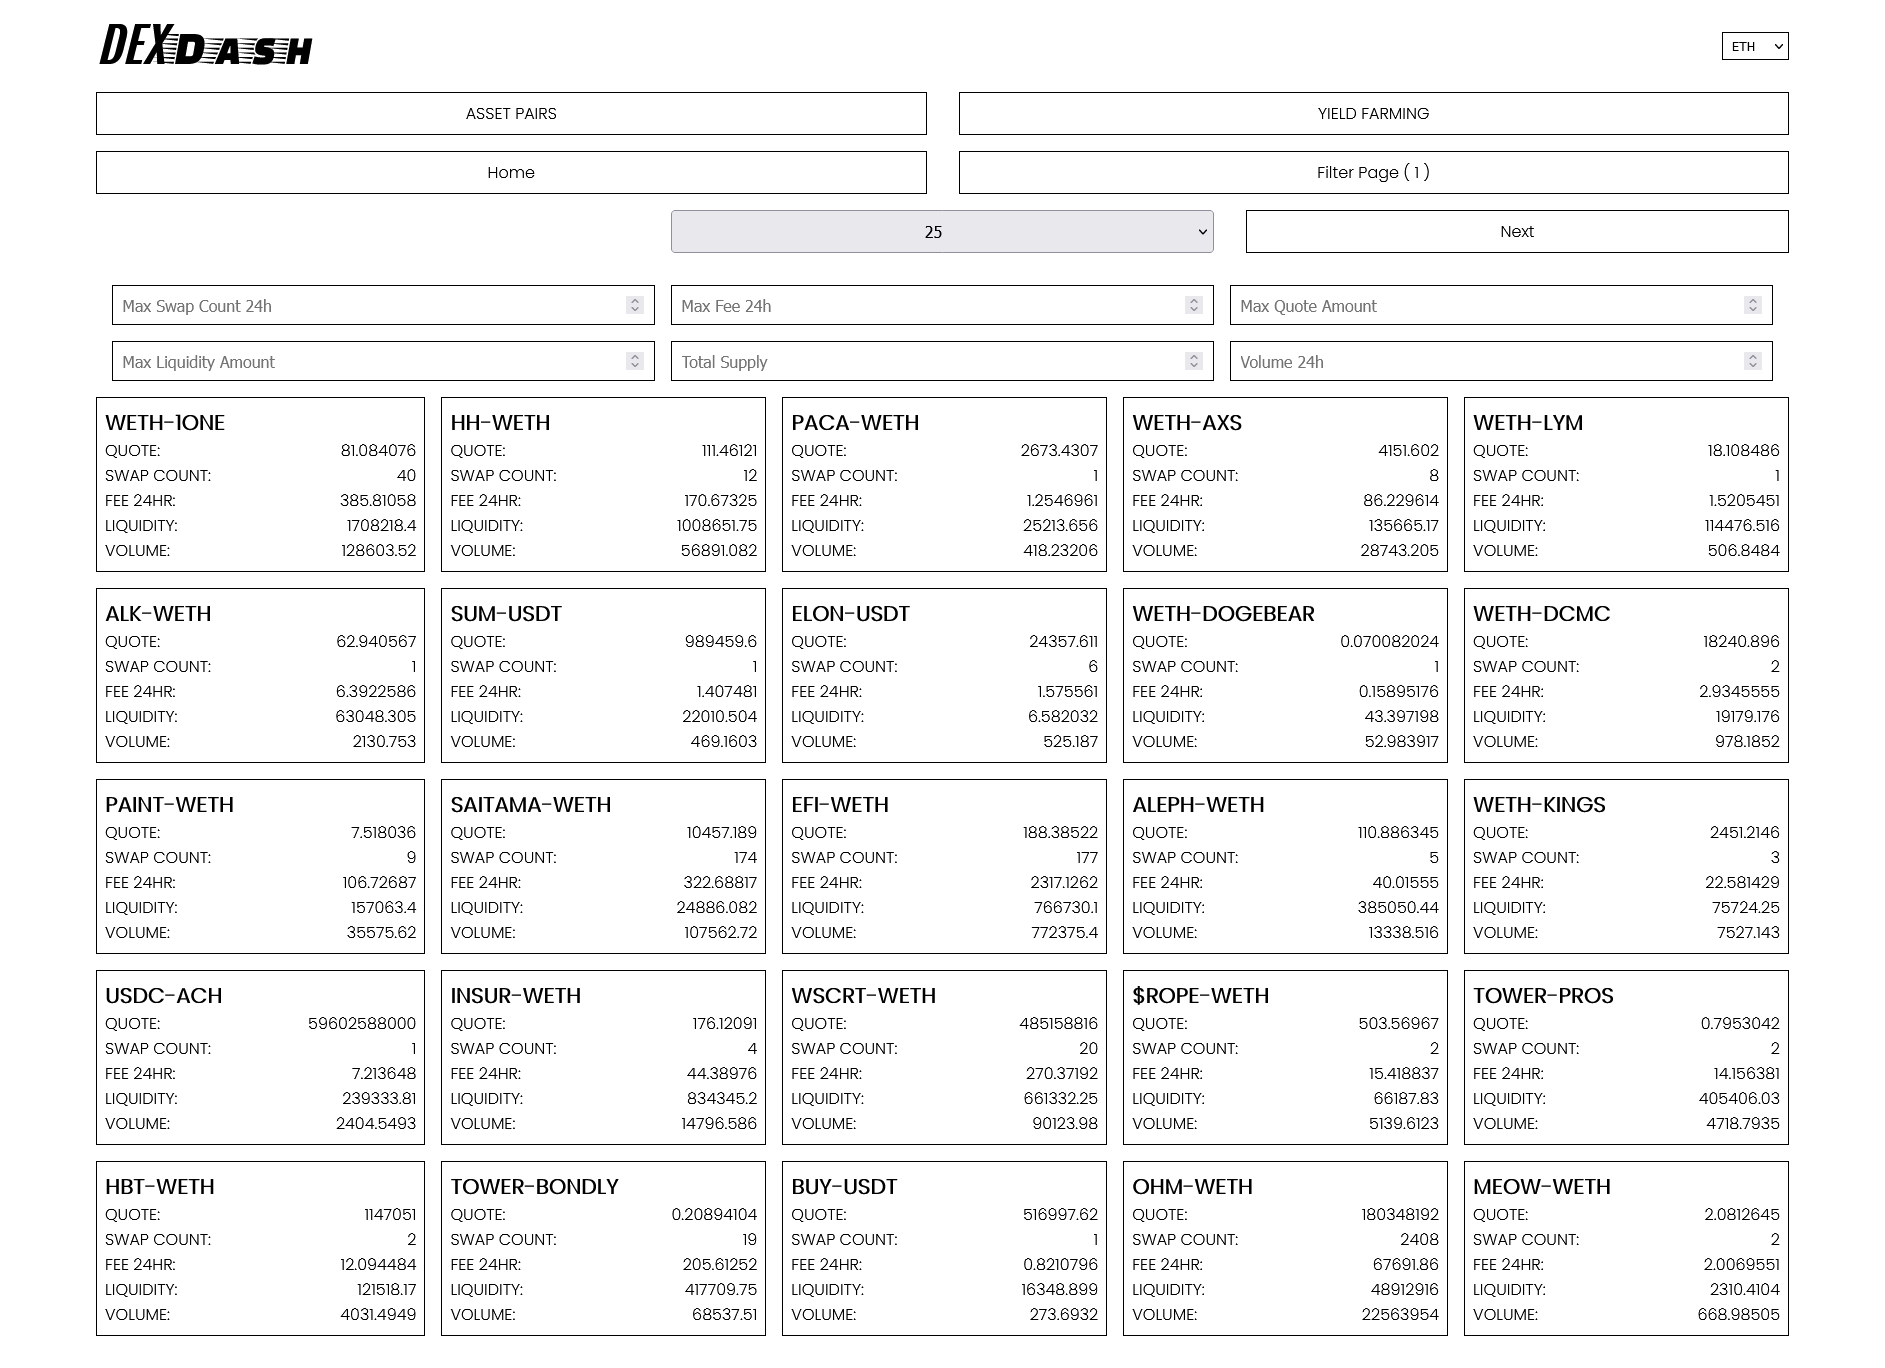 DEXDASH
ETH
ASSET PAIRS YIELD FARMING
Home Filter Page ( 1 )
25 Next
Max Swap Count 24h Max Fee 24h Max Quote Amount
Max Liquidity Amount Total Supply Volume 24h
WETH-1ONE
QUOTE: 81.084076
SWAP COUNT: 40
FEE 24HR: 385.81058
LIQUIDITY: 1708218.4
VOLUME: 128603.52
HH-WETH
QUOTE: 111.46121
SWAP COUNT: 12
FEE 24HR: 170.67325
LIQUIDITY: 1008651.75
VOLUME: 56891.082
PACA-WETH
QUOTE: 2673.4307
SWAP COUNT: 1
FEE 24HR: 1.2546961
LIQUIDITY: 25213.656
VOLUME: 418.23206
WETH-AXS
QUOTE: 4151.602
SWAP COUNT: 8
FEE 24HR: 86.229614
LIQUIDITY: 135665.17
VOLUME: 28743.205
WETH-LYM
QUOTE: 18.108486
SWAP COUNT: 1
FEE 24HR: 1.5205451
LIQUIDITY: 114476.516
VOLUME: 506.8484
ALK-WETH
QUOTE: 62.940567
SWAP COUNT: 1
FEE 24HR: 6.3922586
LIQUIDITY: 63048.305
VOLUME: 2130.753
SUM-USDT
QUOTE: 989459.6
SWAP COUNT: 1
FEE 24HR: 1.407481
LIQUIDITY: 22010.504
VOLUME: 469.1603
ELON-USDT
QUOTE: 24357.611
SWAP COUNT: 6
FEE 24HR: 1.575561
LIQUIDITY: 6.582032
VOLUME: 525.187
WETH-DOGEBEAR
QUOTE: 0.070082024
SWAP COUNT: 1
FEE 24HR: 0.15895176
LIQUIDITY: 43.397198
VOLUME: 52.983917
WETH-DCMC
QUOTE: 18240.896
SWAP COUNT: 2
FEE 24HR: 2.9345555
LIQUIDITY: 19179.176
VOLUME: 978.1852
PAINT-WETH
QUOTE: 7.518036
SWAP COUNT: 9
FEE 24HR: 106.72687
LIQUIDITY: 157063.4
VOLUME: 35575.62
SAITAMA-WETH
QUOTE: 10457.189
SWAP COUNT: 174
FEE 24HR: 322.68817
LIQUIDITY: 24886.082
VOLUME: 107562.72
EFI-WETH
QUOTE: 188.38522
SWAP COUNT: 177
FEE 24HR: 2317.1262
LIQUIDITY: 766730.1
VOLUME: 772375.4
ALEPH-WETH
QUOTE: 110.886345
SWAP COUNT: 5
FEE 24HR: 40.01555
LIQUIDITY: 385050.44
VOLUME: 13338.516
WETH-KINGS
QUOTE: 2451.2146
SWAP COUNT: 3
FEE 24HR: 22.581429
LIQUIDITY: 75724.25
VOLUME: 7527.143
USDC-ACH
QUOTE: 59602588000
SWAP COUNT: 1
FEE 24HR: 7.213648
LIQUIDITY: 239333.81
VOLUME: 2404.5493
INSUR-WETH
QUOTE: 176.12091
SWAP COUNT: 4
FEE 24HR: 44.38976
LIQUIDITY: 834345.2
VOLUME: 14796.586
WSCRT-WETH
QUOTE: 485158816
SWAP COUNT: 20
FEE 24HR: 270.37192
LIQUIDITY: 661332.25
VOLUME: 90123.98
$ROPE-WETH
QUOTE: 503.56967
SWAP COUNT: 2
FEE 24HR: 15.418837
LIQUIDITY: 66187.83
VOLUME: 5139.6123
TOWER-PROS
QUOTE: 0.7953042
SWAP COUNT: 2
FEE 24HR: 14.156381
LIQUIDITY: 405406.03
VOLUME: 4718.7935
HBT-WETH
QUOTE: 1147051
SWAP COUNT: 2
FEE 24HR: 12.094484
LIQUIDITY: 121518.17
VOLUME: 4031.4949
TOWER-BONDLY
QUOTE: 0.20894104
SWAP COUNT: 19
FEE 24HR: 205.61252
LIQUIDITY: 417709.75
VOLUME: 68537.51
BUY-USDT
QUOTE: 516997.62
SWAP COUNT: 1
FEE 24HR: 0.8210796
LIQUIDITY: 16348.899
VOLUME: 273.6932
OHM-WETH
QUOTE: 180348192
SWAP COUNT: 2408
FEE 24HR: 67691.86
LIQUIDITY: 48912916
VOLUME: 22563954
MEOW-WETH
QUOTE: 2.0812645
SWAP COUNT: 2
FEE 24HR: 2.0069551
LIQUIDITY: 2310.4104
VOLUME: 668.98505